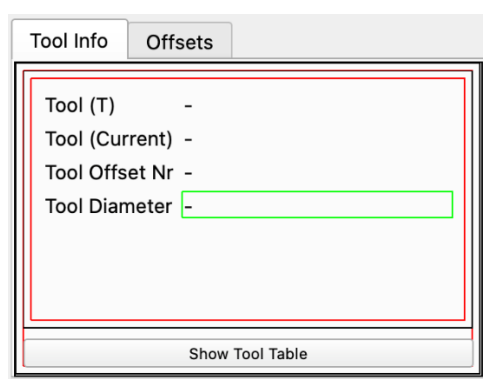 Tool Info Offsets
Tool (T) -
Tool (Current) -
Tool Offset Nr -
Tool Diameter -
Show Tool Table